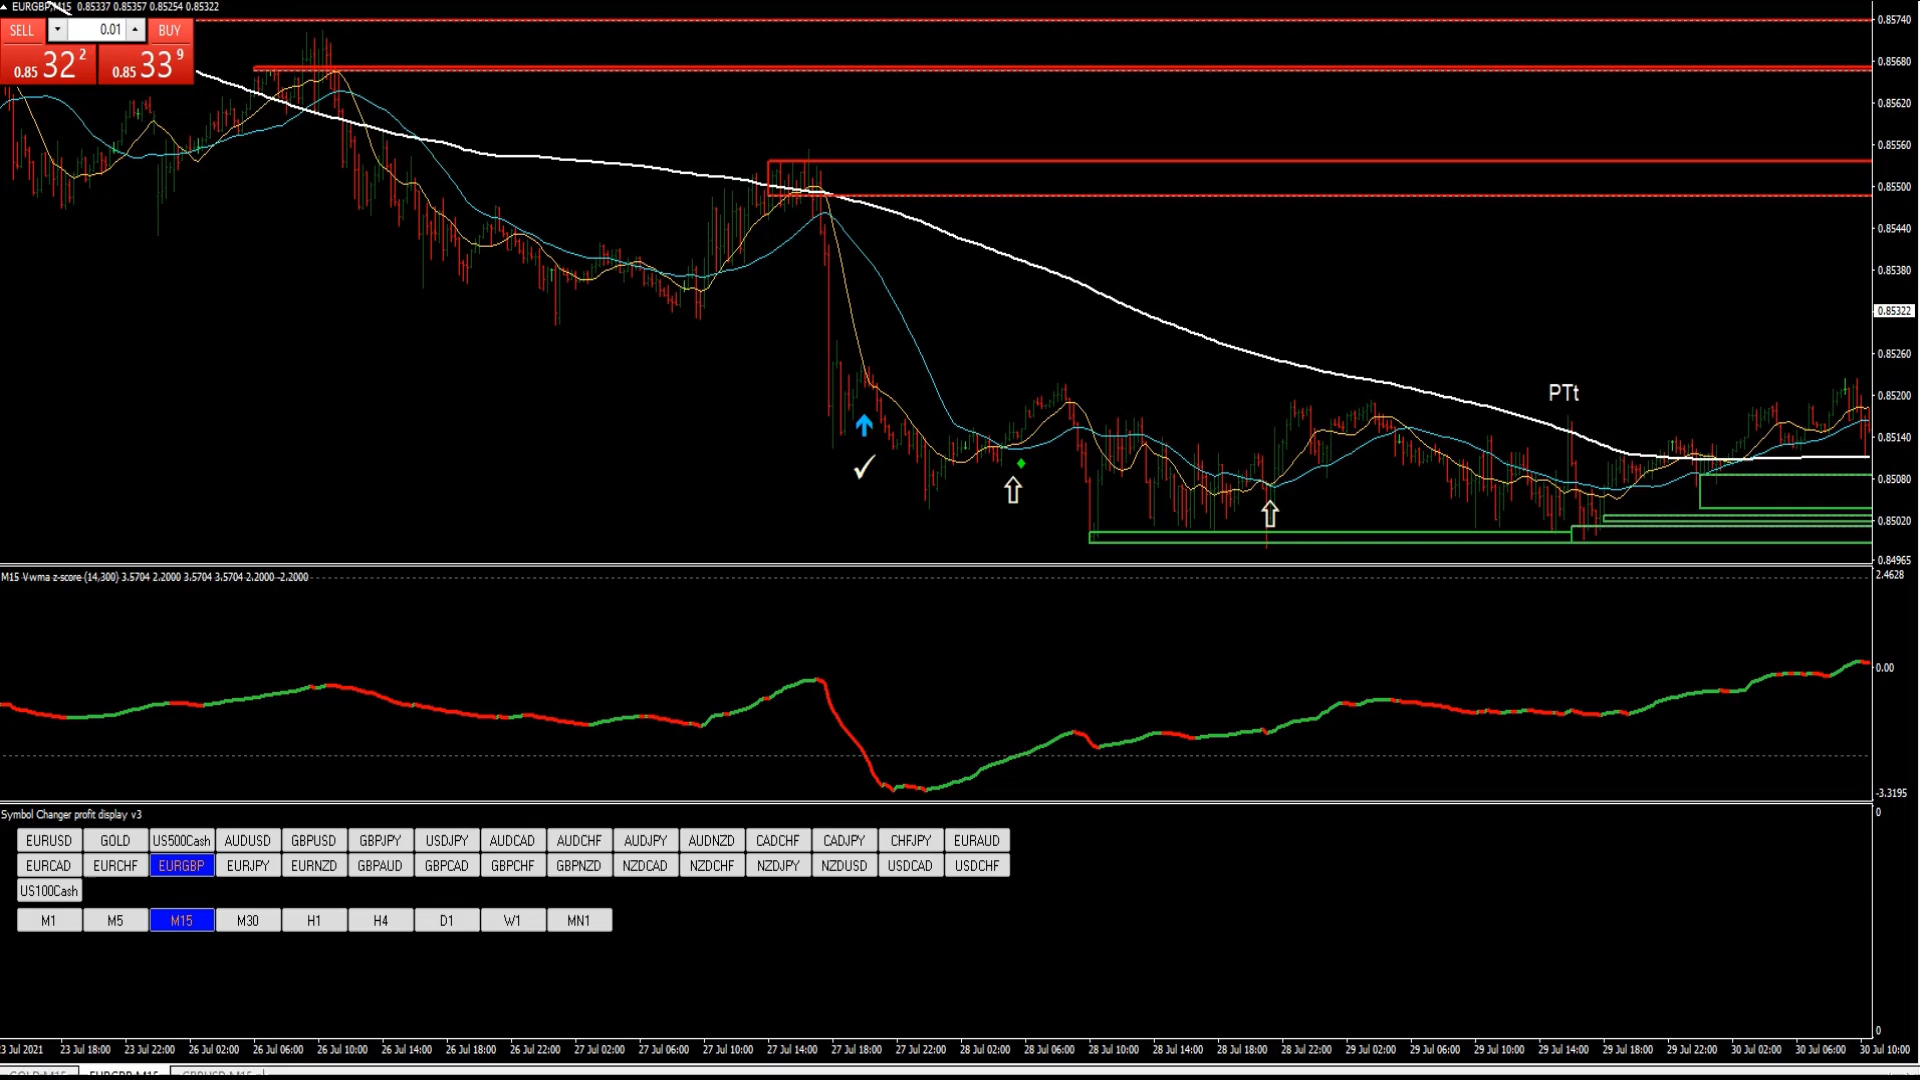 EURGBP,M15 0.85337 0.85357 0.85254 0.85322
SELL 0.01 BUY
0.85 32 2 0.85 33 9
0.85740
0.85680
0.85620
0.85560
0.85500
0.85440
0.85380
0.85322
0.85260
0.85200
PTt
0.85140
0.85080
0.85020
0.84965
M15 Vwma z-score (14,300) 3.5704 2.2000 3.5704 3.5704 2.2000 -2.2000
2.4628
0.00
-3.3195
Symbol Changer profit display v3
0
EURUSD GOLD US500Cash AUDUSD GBPUSD GBPJPY USDJPY AUDCAD AUDCHF AUDJPY AUDNZD CADCHF CADJPY CHFJPY EURAUD
EURCAD EURCHF EURGBP EURJPY EURNZD GBPAUD GBPCAD GBPCHF GBPNZD NZDCAD NZDCHF NZDJPY NZDUSD USDCAD USDCHF
US100Cash
M1 M5 M15 M30 H1 H4 D1 W1 MN1
0
3 Jul 2021 23 Jul 18:00 23 Jul 22:00 26 Jul 02:00 26 Jul 06:00 26 Jul 10:00 26 Jul 14:00 26 Jul 18:00 26 Jul 22:00 27 Jul 02:00 27 Jul 06:00 27 Jul 10:00 27 Jul 14:00 27 Jul 18:00 27 Jul 22:00 28 Jul 02:00 28 Jul 06:00 28 Jul 10:00 28 Jul 14:00 28 Jul 18:00 28 Jul 22:00 29 Jul 02:00 29 Jul 06:00 29 Jul 10:00 29 Jul 14:00 29 Jul 18:00 29 Jul 22:00 30 Jul 02:00 30 Jul 06:00 30 Jul 10:00